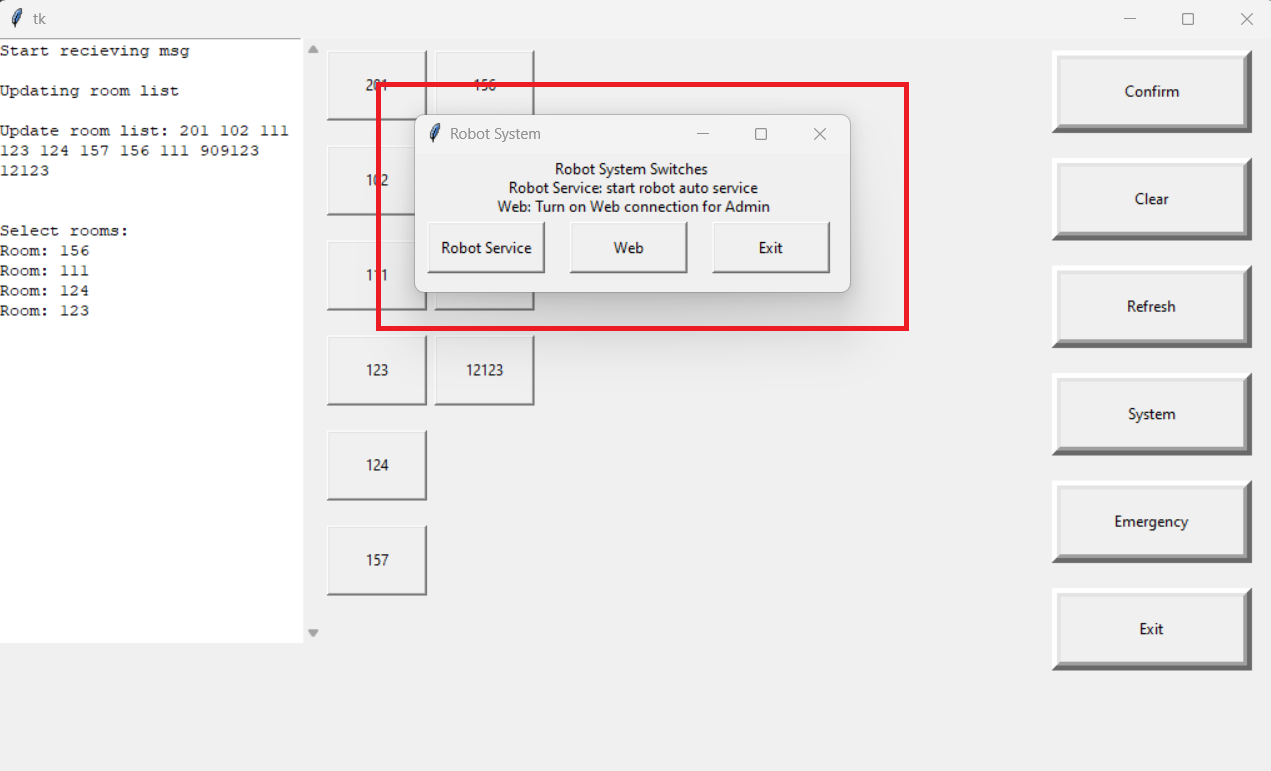 tk
Start recieving msg
Updating room list
Update room list: 201 102 111
123 124 157 156 111 909123
12123
Select rooms:
Room: 156
Room: 111
Room: 124
Room: 123
201
156
102
111
123
12123
124
157
Robot System
Robot System Switches
Robot Service: start robot auto service
Web: Turn on Web connection for Admin
Robot Service
Web
Exit
Confirm
Clear
Refresh
System
Emergency
Exit